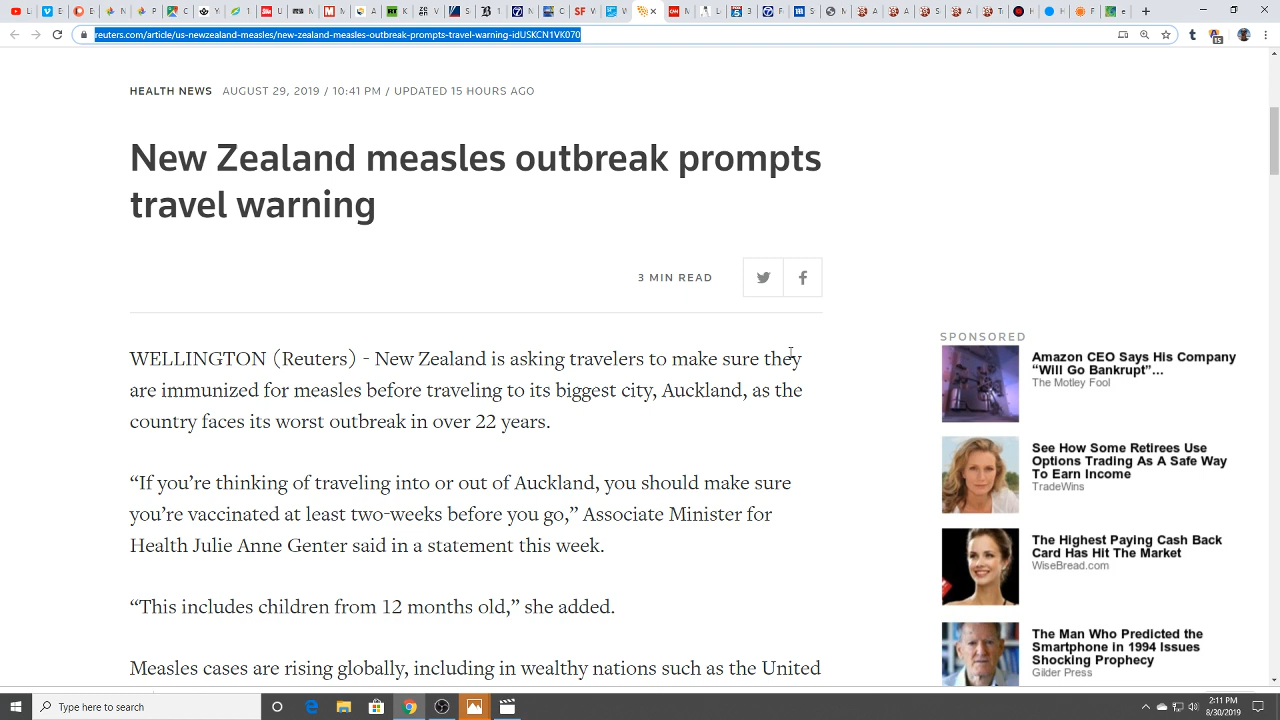 reuters.com/article/us-newzealand-measles/new-zealand-measles-outbreak-prompts-travel-warning-idUSKCN1VK070
HEALTH NEWS AUGUST 29, 2019 / 10:41 PM / UPDATED 15 HOURS AGO
New Zealand measles outbreak prompts
travel warning
3 MIN READ
WELLINGTON (Reuters) - New Zealand is asking travelers to make sure they
are immunized for measles before traveling to its biggest city, Auckland, as the
country faces its worst outbreak in over 22 years.
“If you’re thinking of traveling into or out of Auckland, you should make sure
you’re vaccinated at least two-weeks before you go,” Associate Minister for
Health Julie Anne Genter said in a statement this week.
“This includes children from 12 months old,” she added.
Measles cases are rising globally, including in wealthy nations such as the United
SPONSORED
Amazon CEO Says His Company
“Will Go Bankrupt”...
The Motley Fool
See How Some Retirees Use
Options Trading As A Safe Way
To Earn Income
TradeWins
The Highest Paying Cash Back
Card Has Hit The Market
WiseBread.com
The Man Who Predicted the
Smartphone in 1994 Issues
Shocking Prophecy
Gilder Press
Type here to search
2:11 PM
8/30/2019